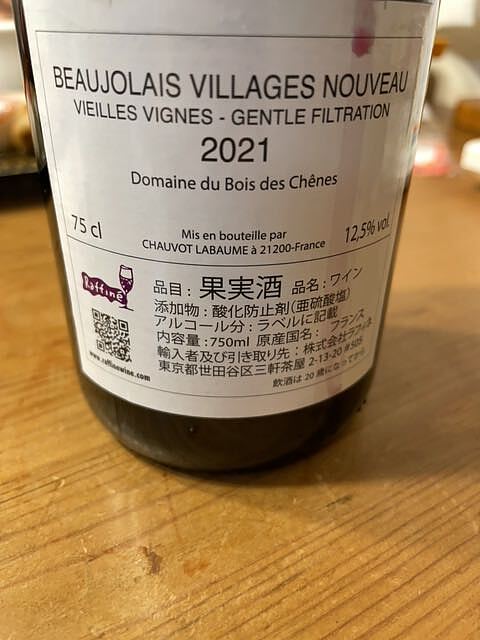 BEAUJOLAIS VILLAGES NOUVEAU
VIEILLES VIGNES - GENTLE FILTRATION
2021
Domaine du Bois des Chênes
75 cl
Mis en bouteille par
CHAUVOT LABAUME à 21200-France
12,5% vol.
Raffiné
www.raffinewine.com
品目：果実酒 品名：ワイン
添加物：酸化防止剤(亜硫酸塩)
アルコール分：ラベルに記載
内容量：750ml 原産国名：フランス
輸入者及び引き取り先：株式会社ラフィネ
東京都世田谷区三軒茶屋 2-13-20 #505
飲酒は 20 歳になってから